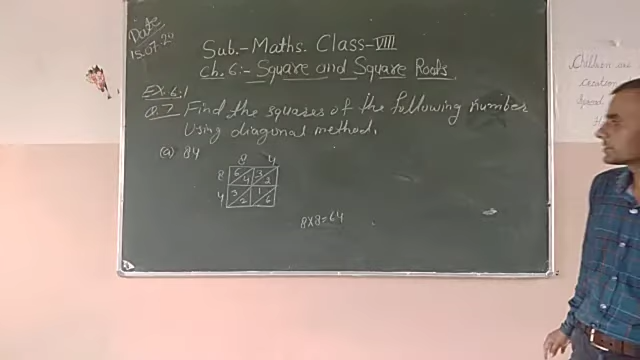 Date
15.07.24
Sub.- Maths. Class-VIII
Ch. 6:- Square and Square Roots
EX-6.1
Q.7 Find the squares of the following number
Using diagonal method.
(a) 84
8 4
8 6/4 3/2
4 3/2 1/6
8x8=64
Children are